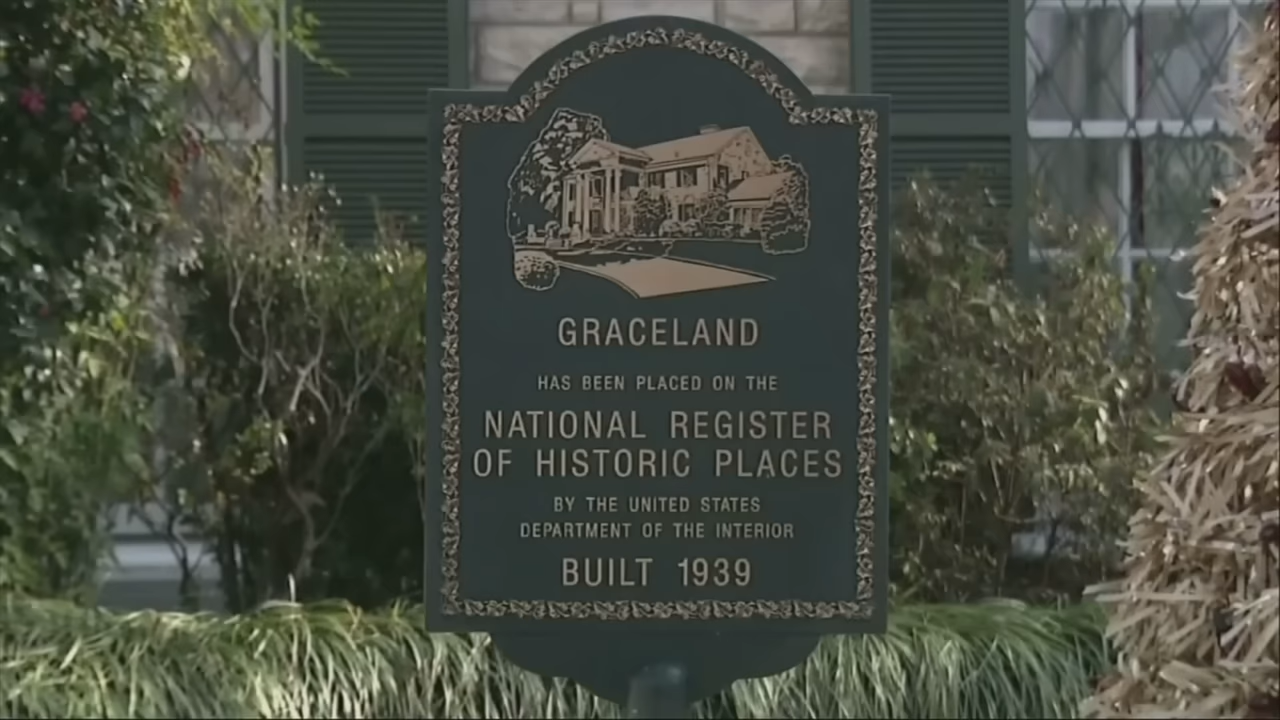 GRACELAND
HAS BEEN PLACED ON THE
NATIONAL REGISTER
OF HISTORIC PLACES
BY THE UNITED STATES
DEPARTMENT OF THE INTERIOR
BUILT 1939